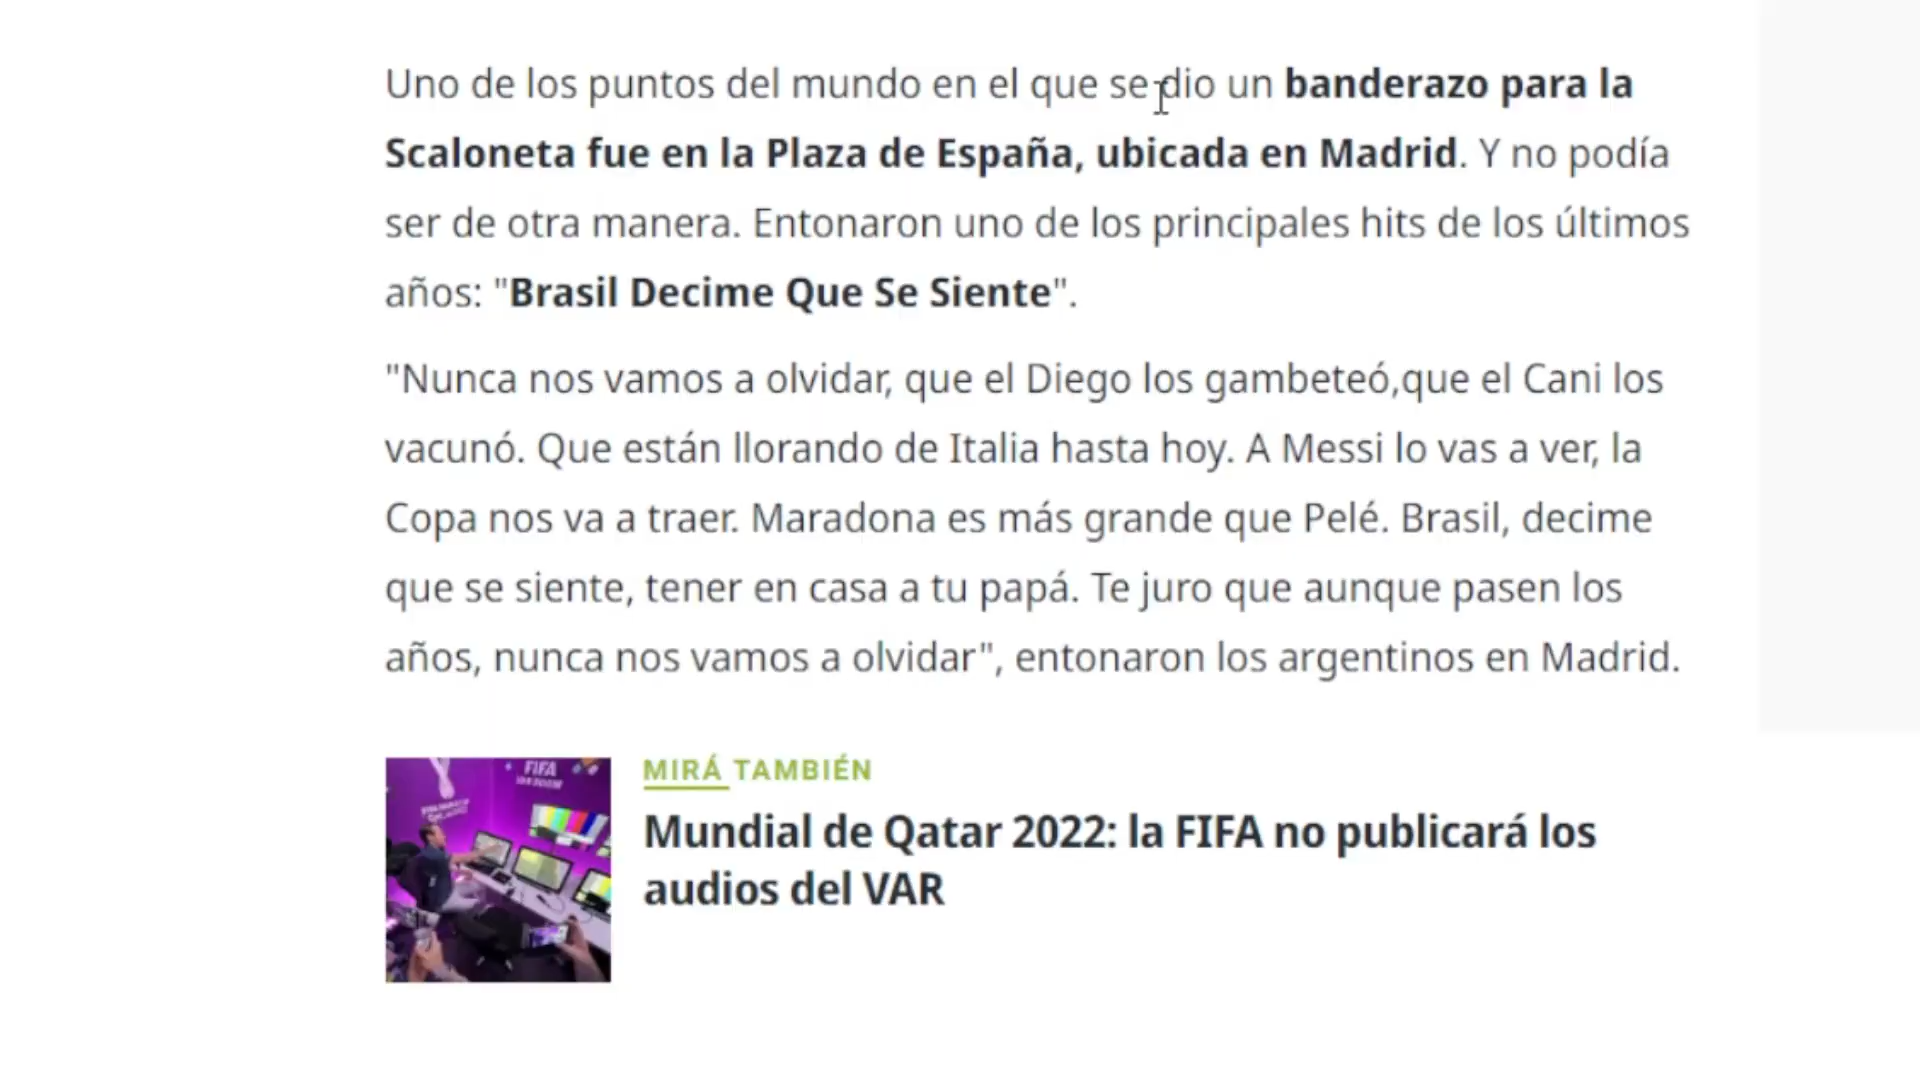 Uno de los puntos del mundo en el que se dio un banderazo para la
Scaloneta fue en la Plaza de España, ubicada en Madrid. Y no podía
ser de otra manera. Entonaron uno de los principales hits de los últimos
años: "Brasil Decime Que Se Siente".
"Nunca nos vamos a olvidar, que el Diego los gambeteó,que el Cani los
vacunó. Que están llorando de Italia hasta hoy. A Messi lo vas a ver, la
Copa nos va a traer. Maradona es más grande que Pelé. Brasil, decime
que se siente, tener en casa a tu papá. Te juro que aunque pasen los
años, nunca nos vamos a olvidar", entonaron los argentinos en Madrid.
FIFA
MIRÁ TAMBIÉN
Mundial de Qatar 2022: la FIFA no publicará los
audios del VAR